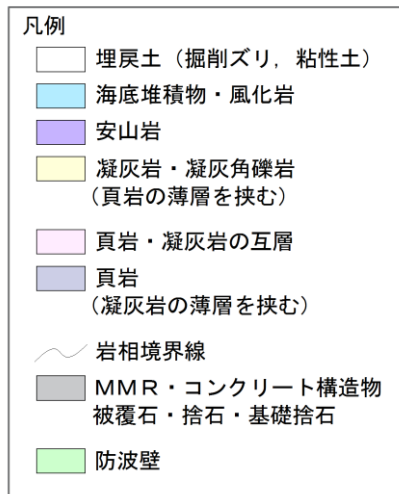 凡例
埋戻土（掘削ズリ，粘性土）
海底堆積物・風化岩
安山岩
凝灰岩・凝灰角礫岩
（頁岩の薄層を挟む）
頁岩・凝灰岩の互層
頁岩
（凝灰岩の薄層を挟む）
岩相境界線
ＭＭＲ・コンクリート構造物
被覆石・捨石・基礎捨石
防波壁